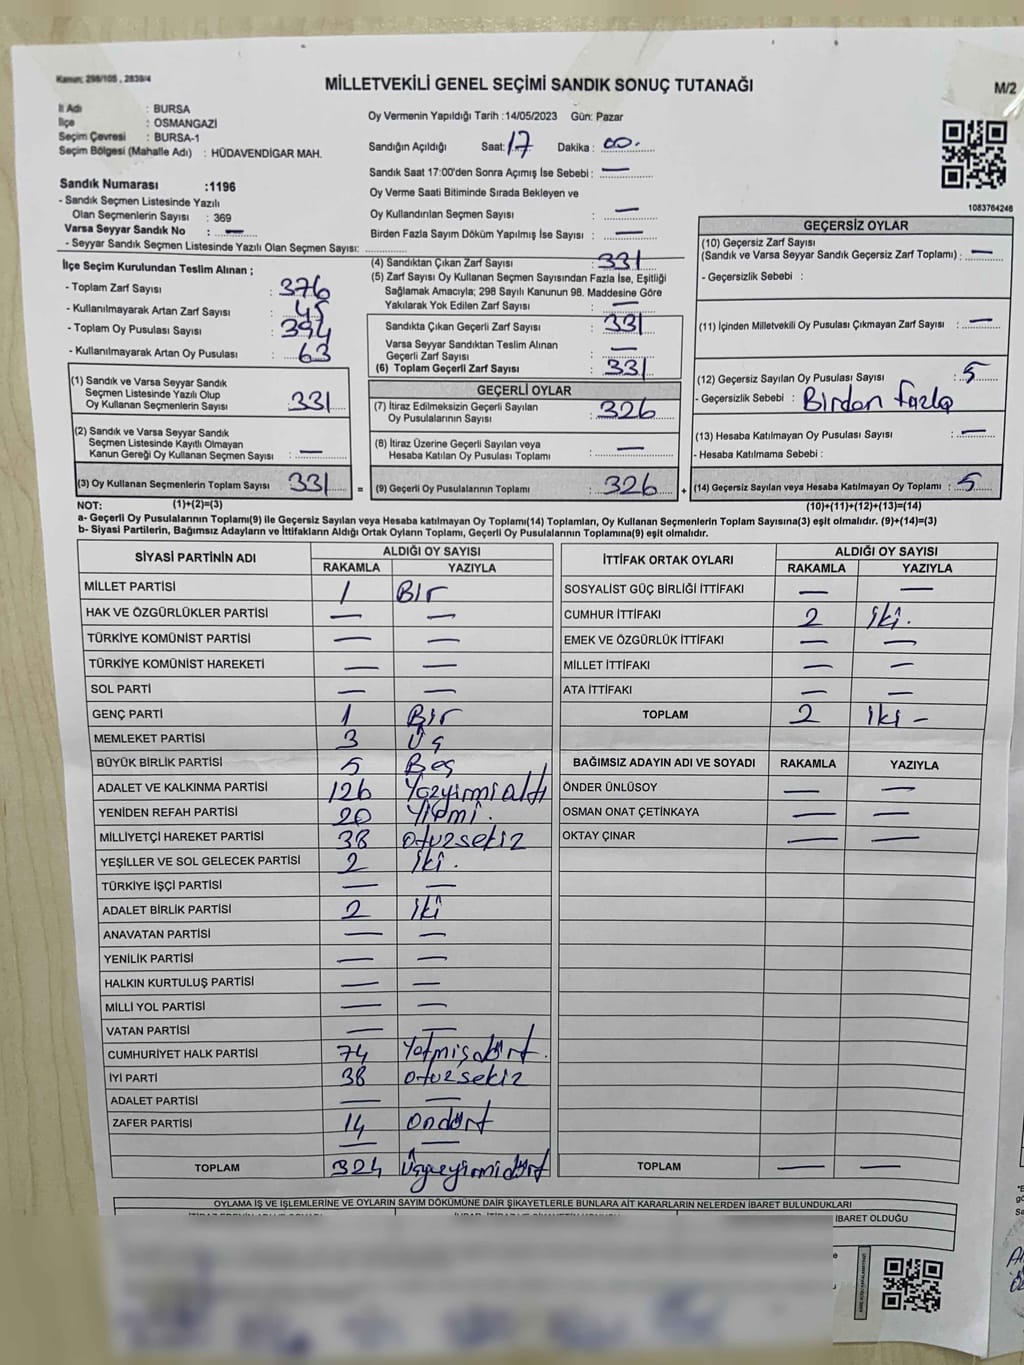 Kanun: 298/105 , 2839/4
MİLLETVEKİLİ GENEL SEÇİMİ SANDIK SONUÇ TUTANAĞI
M/2
İl Adı : BURSA
İlçe : OSMANGAZİ
Seçim Çevresi : BURSA-1
Seçim Bölgesi (Mahalle Adı) : HÜDAVENDİGAR MAH.
Oy Vermenin Yapıldığı Tarih :14/05/2023 Gün: Pazar
Sandığın Açıldığı Saat: 17 Dakika : 00.
Sandık Saat 17:00'den Sonra Açımış İse Sebebi : —
Oy Verme Saati Bitiminde Sırada Bekleyen ve
Oy Kullandırılan Seçmen Sayısı : —
Birden Fazla Sayım Döküm Yapılmış İse Sayısı : —
1083764246
Sandık Numarası :1196
- Sandık Seçmen Listesinde Yazılı
Olan Seçmenlerin Sayısı : 369
Varsa Seyyar Sandık No : —
- Seyyar Sandık Seçmen Listesinde Yazılı Olan Seçmen Sayısı:
İlçe Seçim Kurulundan Teslim Alınan ;
- Toplam Zarf Sayısı : 376
- Kullanılmayarak Artan Zarf Sayısı : 45
- Toplam Oy Pusulası Sayısı : 394
- Kullanılmayarak Artan Oy Pusulası : 63
(1) Sandık ve Varsa Seyyar Sandık
Seçmen Listesinde Yazılı Olup
Oy Kullanan Seçmenlerin Sayısı : 331
(2) Sandık ve Varsa Seyyar Sandık
Seçmen Listesinde Kayıtlı Olmayan
Kanun Gereği Oy Kullanan Seçmen Sayısı : —
(3) Oy Kullanan Seçmenlerin Toplam Sayısı 331
(4) Sandıktan Çıkan Zarf Sayısı : 331
(5) Zarf Sayısı Oy Kullanan Seçmen Sayısından Fazla İse, Eşitliği
Sağlamak Amacıyla; 298 Sayılı Kanunun 98. Maddesine Göre
Yakılarak Yok Edilen Zarf Sayısı : —
Sandıkta Çıkan Geçerli Zarf Sayısı : 331
Varsa Seyyar Sandıktan Teslim Alınan
Geçerli Zarf Sayısı : —
(6) Toplam Geçerli Zarf Sayısı : 331
GEÇERLİ OYLAR
(7) İtiraz Edilmeksizin Geçerli Sayılan
Oy Pusulalarının Sayısı : 326
(8) İtiraz Üzerine Geçerli Sayılan veya
Hesaba Katılan Oy Pusulası Toplamı : —
= (9) Geçerli Oy Pusulalarının Toplamı : 326
GEÇERSİZ OYLAR
(10) Geçersiz Zarf Sayısı
(Sandık ve Varsa Seyyar Sandık Geçersiz Zarf Toplamı) : —
- Geçersizlik Sebebi :
(11) İçinden Milletvekili Oy Pusulası Çıkmayan Zarf Sayısı : —
(12) Geçersiz Sayılan Oy Pusulası Sayısı : 5
- Geçersizlik Sebebi : Birden fazla
(13) Hesaba Katılmayan Oy Pusulası Sayısı : —
- Hesaba Katılmama Sebebi :
+ (14) Geçersiz Sayılan veya Hesaba Katılmayan Oy Toplamı : 5
NOT: (1)+(2)=(3) (10)+(11)+(12)+(13)=(14)
a- Geçerli Oy Pusulalarının Toplamı(9) ile Geçersiz Sayılan veya Hesaba katılmayan Oy Toplamı(14) Toplamları, Oy Kullanan Seçmenlerin Toplam Sayısına(3) eşit olmalıdır. (9)+(14)=(3)
b- Siyasi Partilerin, Bağımsız Adayların ve İttifakların Aldığı Ortak Oyların Toplamı, Geçerli Oy Pusulalarının Toplamına(9) eşit olmalıdır.
SİYASİ PARTİNİN ADI ALDIĞI OY SAYISI
RAKAMLA YAZIYLA
MİLLET PARTİSİ 1 Bir
HAK VE ÖZGÜRLÜKLER PARTİSİ — —
TÜRKİYE KOMÜNİST PARTİSİ — —
TÜRKİYE KOMÜNİST HAREKETİ — —
SOL PARTİ — —
GENÇ PARTİ 1 Bir
MEMLEKET PARTİSİ 3 Üç
BÜYÜK BİRLİK PARTİSİ 5 Beş
ADALET VE KALKINMA PARTİSİ 126 Yüzyirmialtı
YENİDEN REFAH PARTİSİ 20 Yirmi.
MİLLİYETÇİ HAREKET PARTİSİ 38 otuzsekiz
YEŞİLLER VE SOL GELECEK PARTİSİ 2 iki.
TÜRKİYE İŞÇİ PARTİSİ — —
ADALET BİRLİK PARTİSİ 2 iki
ANAVATAN PARTİSİ — —
YENİLİK PARTİSİ — —
HALKIN KURTULUŞ PARTİSİ — —
MİLLİ YOL PARTİSİ — —
VATAN PARTİSİ — —
CUMHURİYET HALK PARTİSİ 74 Yetmişdört.
İYİ PARTİ 38 otuzsekiz
ADALET PARTİSİ — —
ZAFER PARTİSİ 14 ondört
— —
TOPLAM 324 üçyüzyirmidört
İTTİFAK ORTAK OYLARI ALDIĞI OY SAYISI
RAKAMLA YAZIYLA
SOSYALİST GÜÇ BİRLİĞİ İTTİFAKI — —
CUMHUR İTTİFAKI 2 iki.
EMEK VE ÖZGÜRLÜK İTTİFAKI — —
MİLLET İTTİFAKI — —
ATA İTTİFAKI — —
TOPLAM 2 iki —
BAĞIMSIZ ADAYIN ADI VE SOYADI RAKAMLA YAZIYLA
ÖNDER ÜNLÜSOY — —
OSMAN ONAT ÇETİNKAYA — —
OKTAY ÇINAR — —
TOPLAM — —
OYLAMA İŞ VE İŞLEMLERİNE VE OYLARIN SAYIM DÖKÜMÜNE DAİR ŞİKAYETLERLE BUNLARA AİT KARARLARIN NELERDEN İBARET BULUNDUKLARI
İBARET OLDUĞU